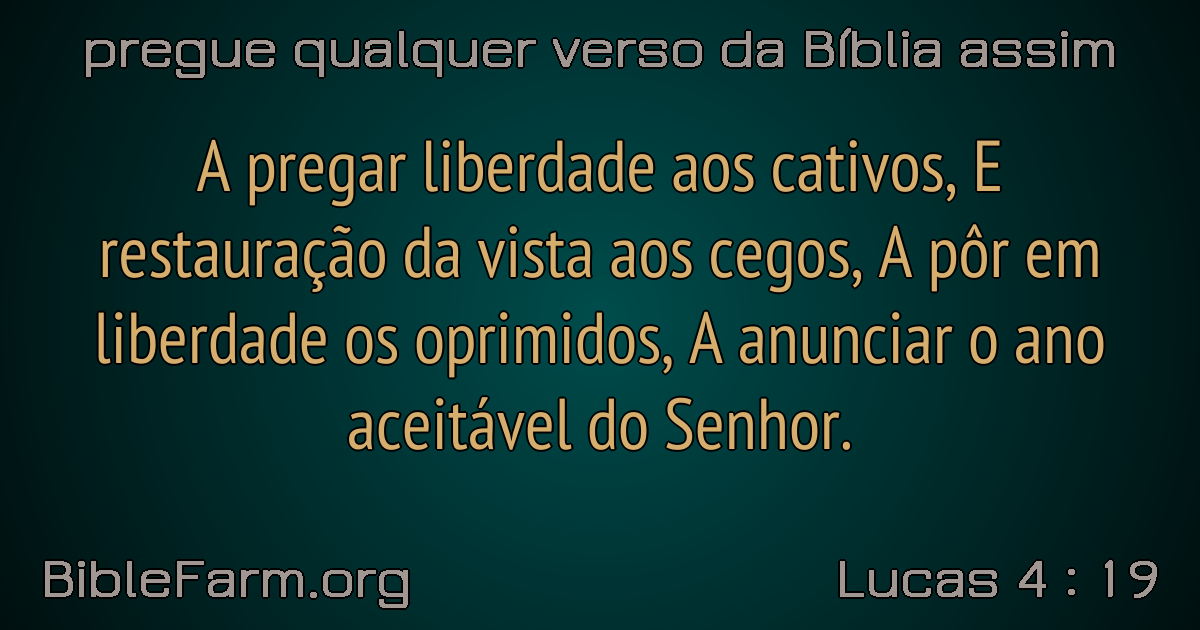 pregue qualquer verso da Bíblia assim
A pregar liberdade aos cativos, E
restauração da vista aos cegos, A pôr em
liberdade os oprimidos, A anunciar o ano
aceitável do Senhor.
BibleFarm.org
Lucas 4 : 19